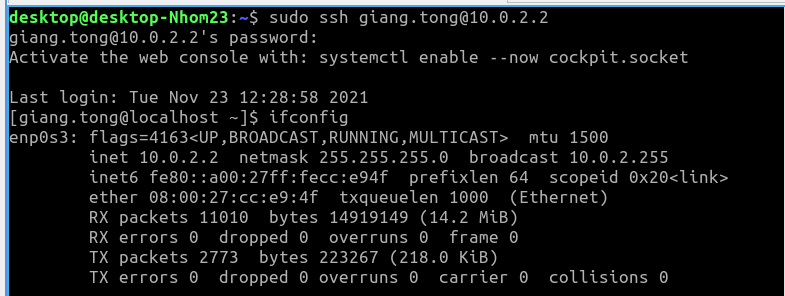 desktop@desktop-Nhom23:~$ sudo ssh giang.tong@10.0.2.2
giang.tong@10.0.2.2's password:
Activate the web console with: systemctl enable --now cockpit.socket

Last login: Tue Nov 23 12:28:58 2021
[giang.tong@localhost ~]$ ifconfig
enp0s3: flags=4163<UP,BROADCAST,RUNNING,MULTICAST>  mtu 1500
        inet 10.0.2.2  netmask 255.255.255.0  broadcast 10.0.2.255
        inet6 fe80::a00:27ff:fecc:e94f  prefixlen 64  scopeid 0x20<link>
        ether 08:00:27:cc:e9:4f  txqueuelen 1000  (Ethernet)
        RX packets 11010  bytes 14919149 (14.2 MiB)
        RX errors 0  dropped 0  overruns 0  frame 0
        TX packets 2773  bytes 223267 (218.0 KiB)
        TX errors 0  dropped 0 overruns 0  carrier 0  collisions 0